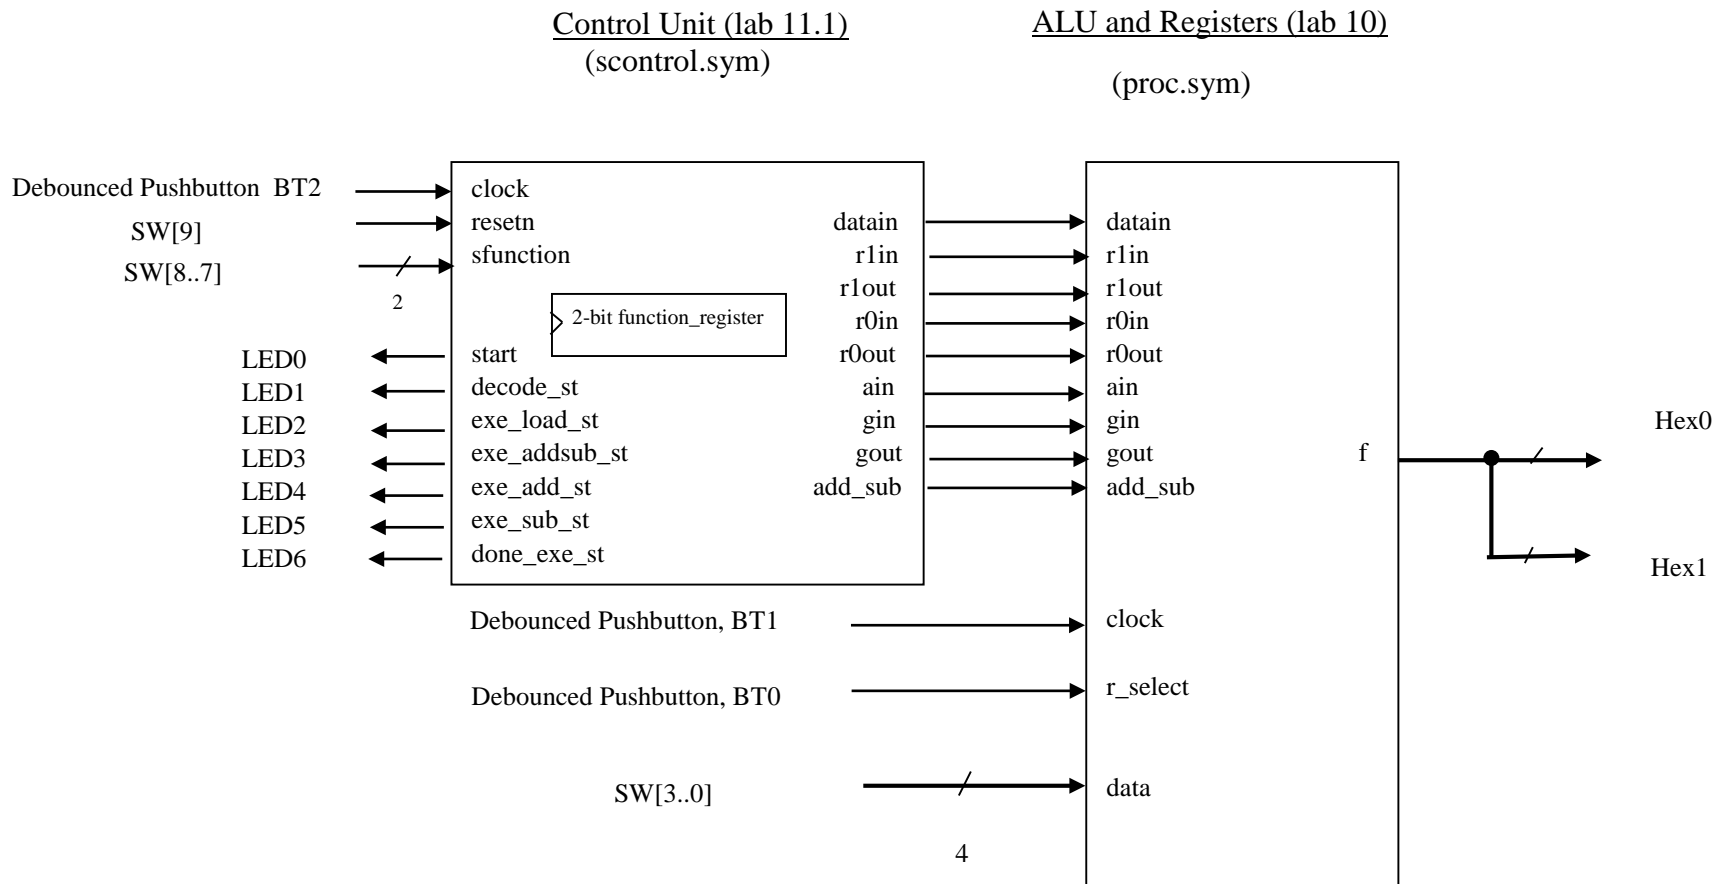 Control Unit (lab 11.1)
(scontrol.sym)
ALU and Registers (lab 10)
(proc.sym)
Debounced Pushbutton BT2
SW[9]
SW[8..7]
2
clock
resetn
sfunction
2-bit function_register
start
decode_st
exe_load_st
exe_addsub_st
exe_add_st
exe_sub_st
done_exe_st
LED0
LED1
LED2
LED3
LED4
LED5
LED6
datain
r1in
r1out
r0in
r0out
ain
gin
gout
add_sub
datain
r1in
r1out
r0in
r0out
ain
gin
gout
add_sub
f
Hex0
Hex1
Debounced Pushbutton, BT1
clock
Debounced Pushbutton, BT0
r_select
SW[3..0]
data
4